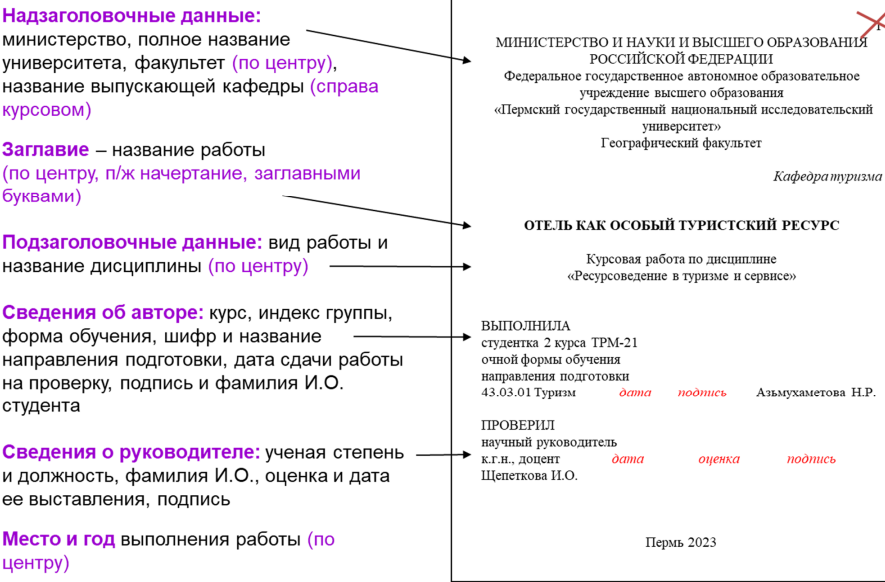 Надзаголовочные данные:
министерство, полное название
университета, факультет (по центру),
название выпускающей кафедры (справа
курсовом)
Заглавие – название работы
(по центру, п/ж начертание, заглавными
буквами)
Подзаголовочные данные: вид работы и
название дисциплины (по центру)
Сведения об авторе: курс, индекс группы,
форма обучения, шифр и название
направления подготовки, дата сдачи работы
на проверку, подпись и фамилия И.О.
студента
Сведения о руководителе: ученая степень
и должность, фамилия И.О., оценка и дата
ее выставления, подпись
Место и год выполнения работы (по
центру)
МИНИСТЕРСТВО И НАУКИ И ВЫСШЕГО ОБРАЗОВАНИЯ
РОССИЙСКОЙ ФЕДЕРАЦИИ
Федеральное государственное автономное образовательное
учреждение высшего образования
«Пермский государственный национальный исследовательский
университет»
Географический факультет
Кафедра туризма
ОТЕЛЬ КАК ОСОБЫЙ ТУРИСТСКИЙ РЕСУРС
Курсовая работа по дисциплине
«Ресурсоведение в туризме и сервисе»
ВЫПОЛНИЛА
студентка 2 курса ТРМ-21
очной формы обучения
направления подготовки
43.03.01 Туризм дата подпись Азьмухаметова Н.Р.
ПРОВЕРИЛ
научный руководитель
к.г.н., доцент дата оценка подпись
Щепеткова И.О.
Пермь 2023